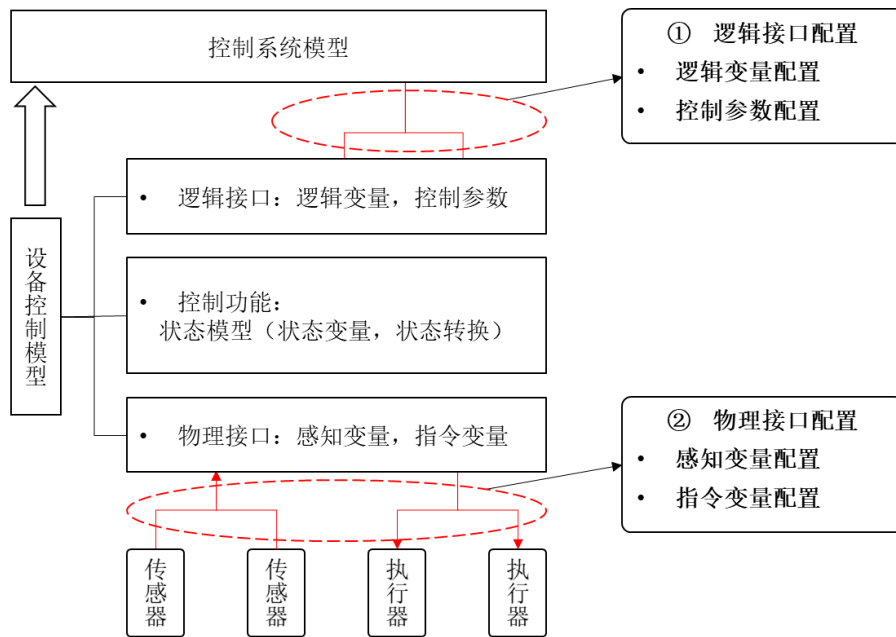 控制系统模型
① 逻辑接口配置
• 逻辑变量配置
• 控制参数配置
• 逻辑接口：逻辑变量，控制参数
设备控制模型
• 控制功能：
状态模型（状态变量，状态转换）
• 物理接口：感知变量，指令变量
② 物理接口配置
• 感知变量配置
• 指令变量配置
传感器
传感器
执行器
执行器